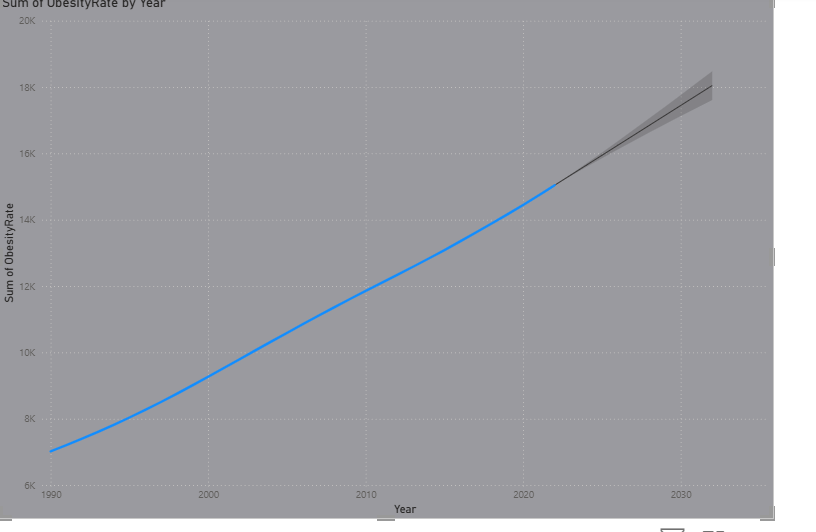 Sum of ObesityRate by Year
20K
18K
16K
14K
12K
10K
8K
6K
Sum of ObesityRate
1990 2000 2010 2020 2030
Year